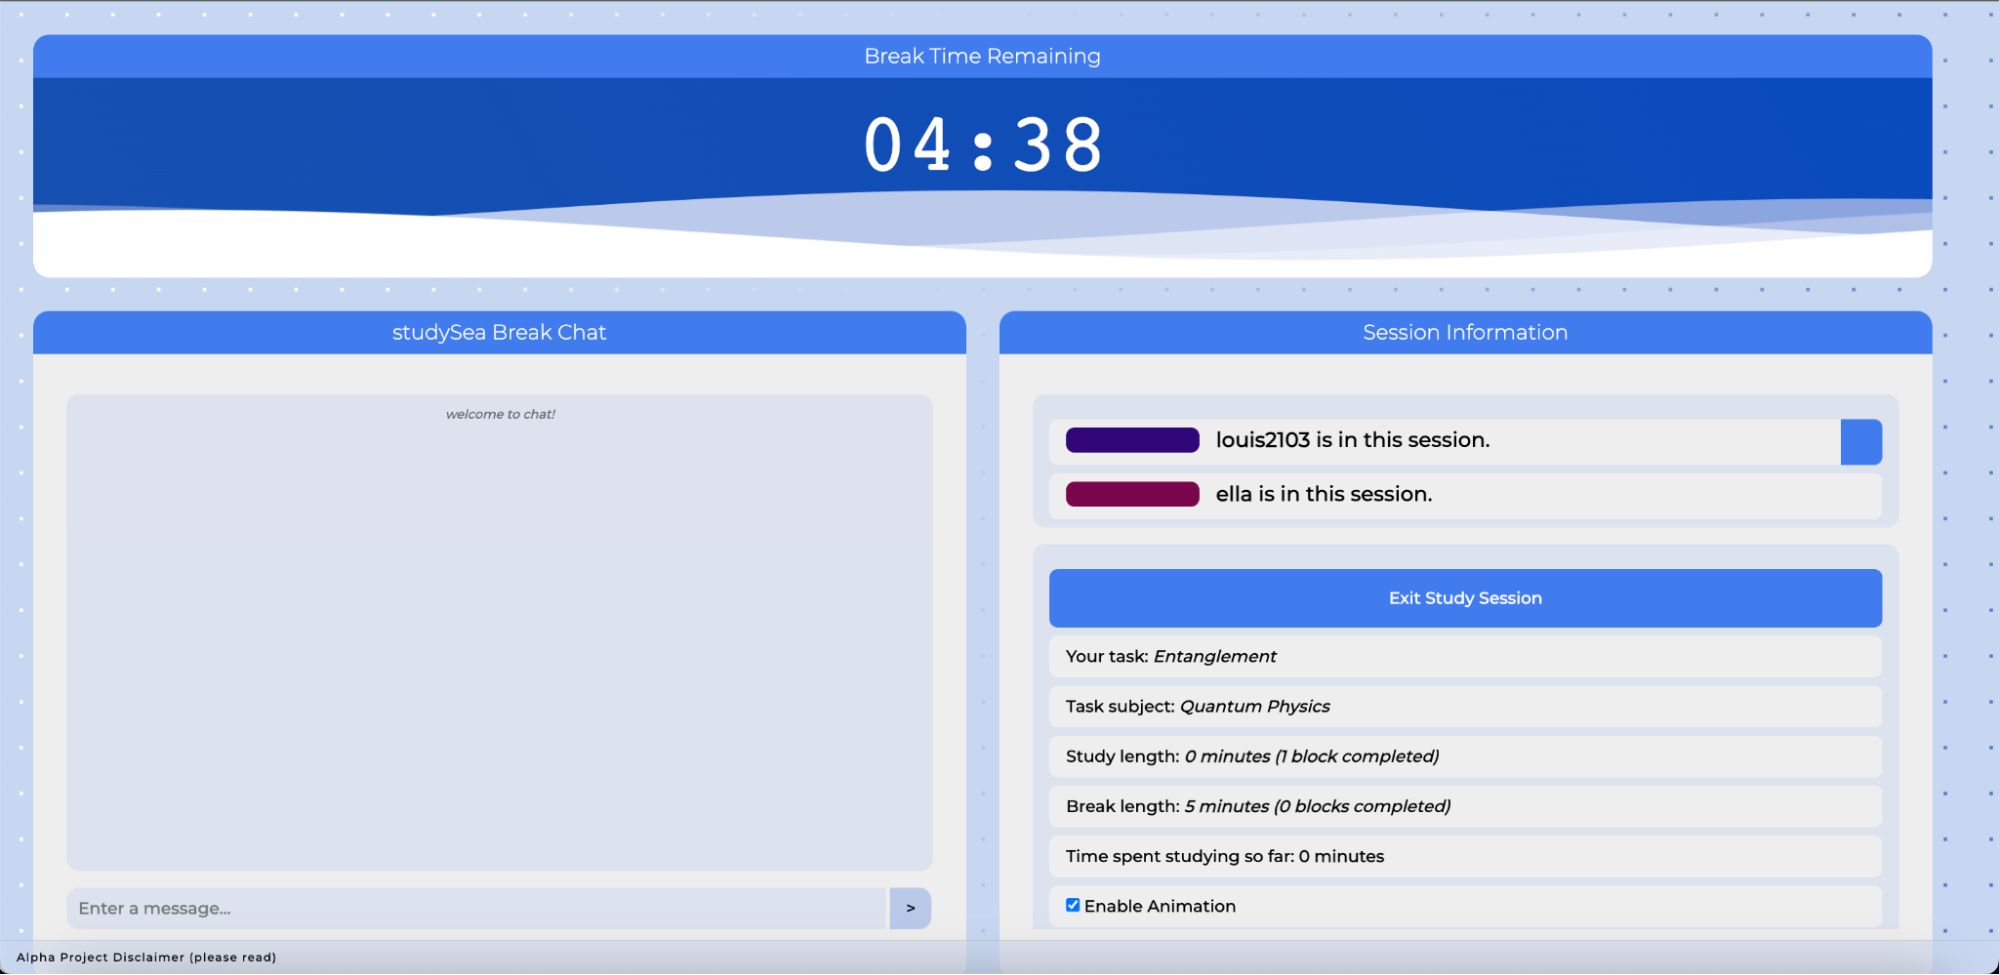 Break Time Remaining
04:38
studySea Break Chat
welcome to chat!
Enter a message...
>
Session Information
louis2103 is in this session.
ella is in this session.
Exit Study Session
Your task: Entanglement
Task subject: Quantum Physics
Study length: 0 minutes (1 block completed)
Break length: 5 minutes (0 blocks completed)
Time spent studying so far: 0 minutes
Enable Animation
Alpha Project Disclaimer (please read)